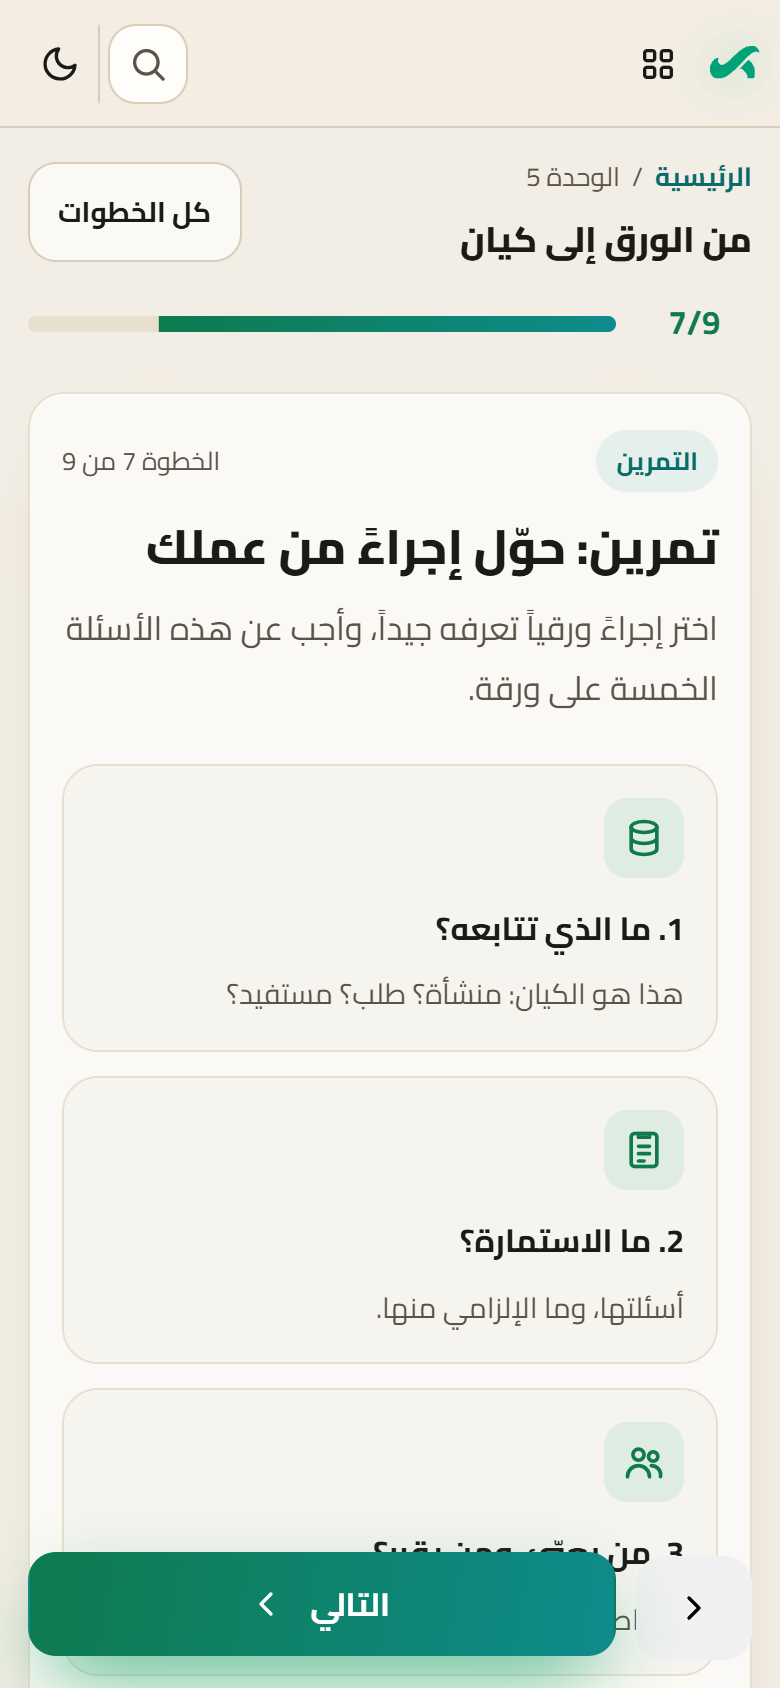 الرئيسية / الوحدة 5
من الورق إلى كيان
كل الخطوات
7/9
التمرين
الخطوة 7 من 9
تمرين: حوّل إجراءً من عملك
اختر إجراءً ورقياً تعرفه جيداً، وأجب عن هذه الأسئلة
الخمسة على ورقة.
1. ما الذي تتابعه؟
هذا هو الكيان: منشأة؟ طلب؟ مستفيد؟
2. ما الاستمارة؟
أسئلتها، وما الإلزامي منها.
3. من
التالي